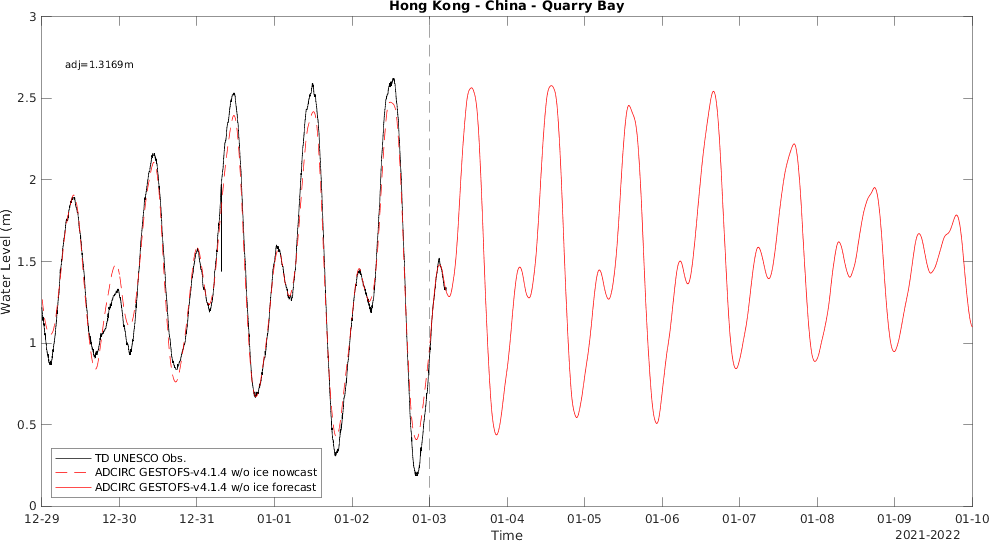 Hong Kong - China - Quarry Bay
adj=1.3169m
Water Level (m)
3
2.5
2
1.5
1
0.5
0
TD UNESCO Obs.
ADCIRC GESTOFS-v4.1.4 w/o ice nowcast
ADCIRC GESTOFS-v4.1.4 w/o ice forecast
12-29 12-30 12-31 01-01 01-02 01-03 01-04 01-05 01-06 01-07 01-08 01-09 01-10
Time
2021-2022